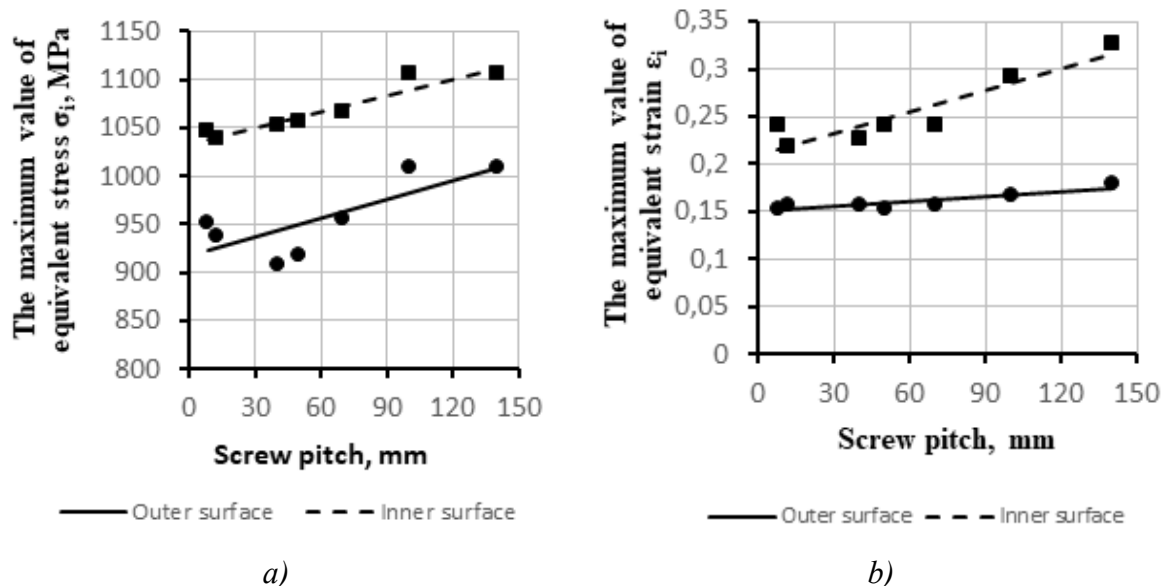 The maximum value of
equivalent stress σi, MPa
1150
1100
1050
1000
950
900
850
800
0 30 60 90 120 150
Screw pitch, mm
Outer surface Inner surface
a)
The maximum value of
equivalent strain εi
0,35
0,3
0,25
0,2
0,15
0,1
0,05
0
0 30 60 90 120 150
Screw pitch, mm
Outer surface Inner surface
b)